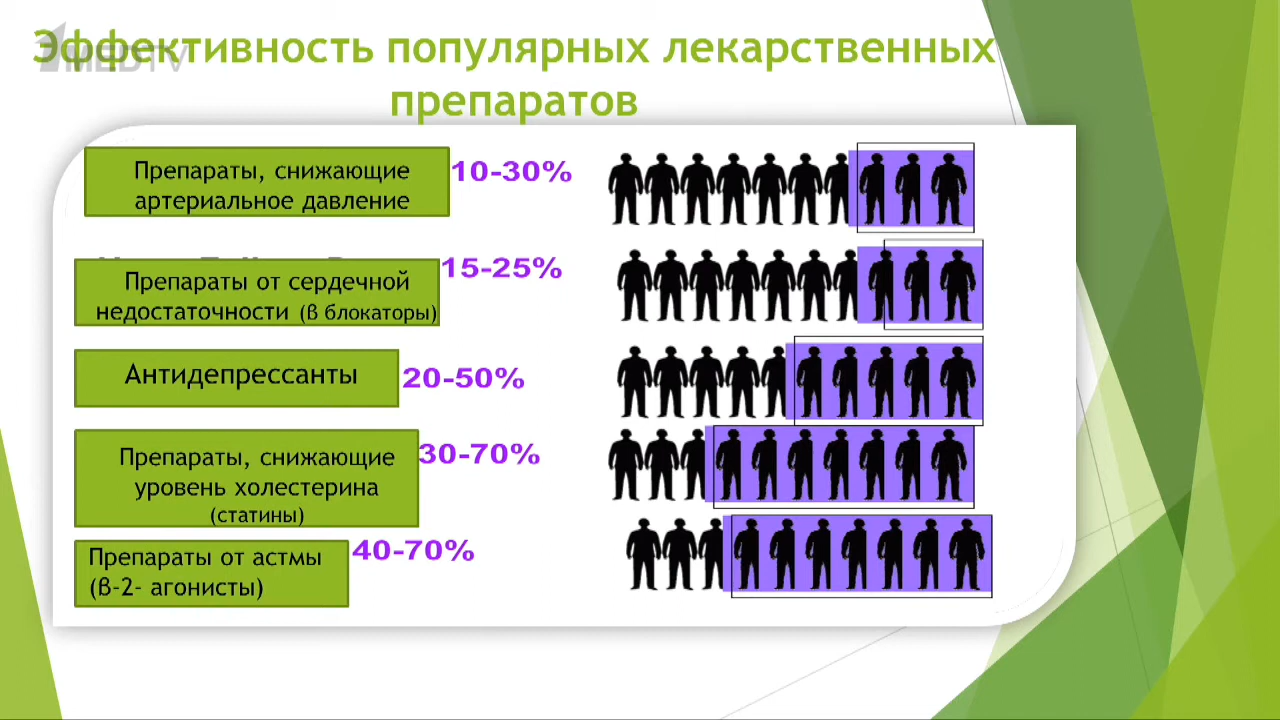 Эффективность популярных лекарственных
препаратов
MEDTV
Препараты, снижающие
артериальное давление
10-30%
Препараты от сердечной
недостаточности (β блокаторы)
15-25%
Антидепрессанты
20-50%
Препараты, снижающие
уровень холестерина
(статины)
30-70%
Препараты от астмы
(β-2- агонисты)
40-70%